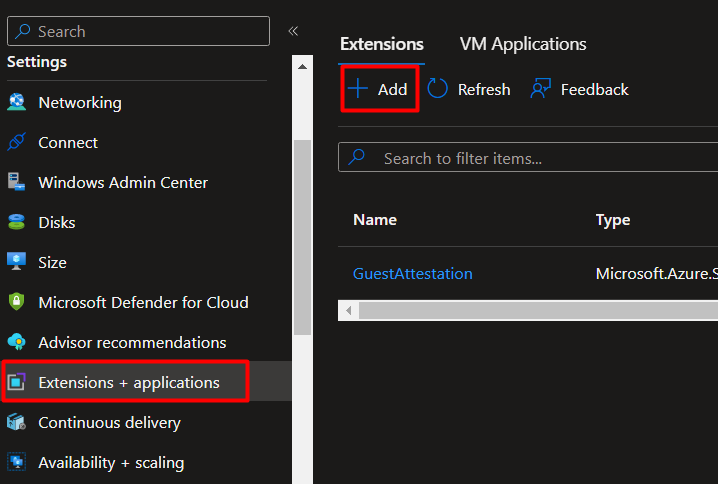 Search
Settings
Networking
Connect
Windows Admin Center
Disks
Size
Microsoft Defender for Cloud
Advisor recommendations
Extensions + applications
Continuous delivery
Availability + scaling
Extensions VM Applications
Add Refresh Feedback
Search to filter items...
Name Type
GuestAttestation Microsoft.Azure.S